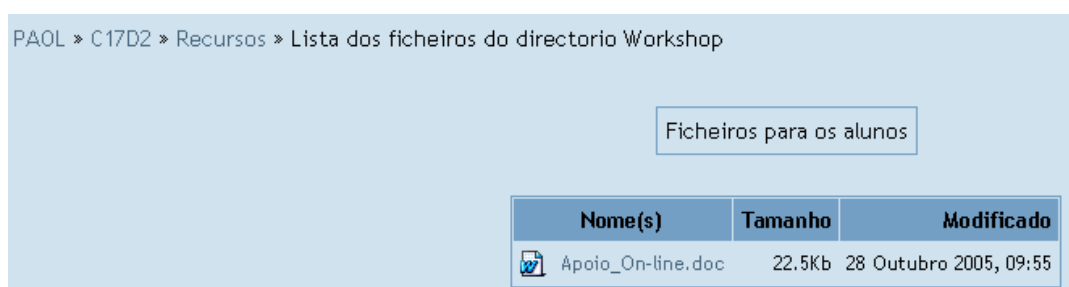 PAOL » C17D2 » Recursos » Lista dos ficheiros do directorio Workshop
Ficheiros para os alunos
Nome(s) Tamanho Modificado
Apoio_On-line.doc 22.5Kb 28 Outubro 2005, 09:55